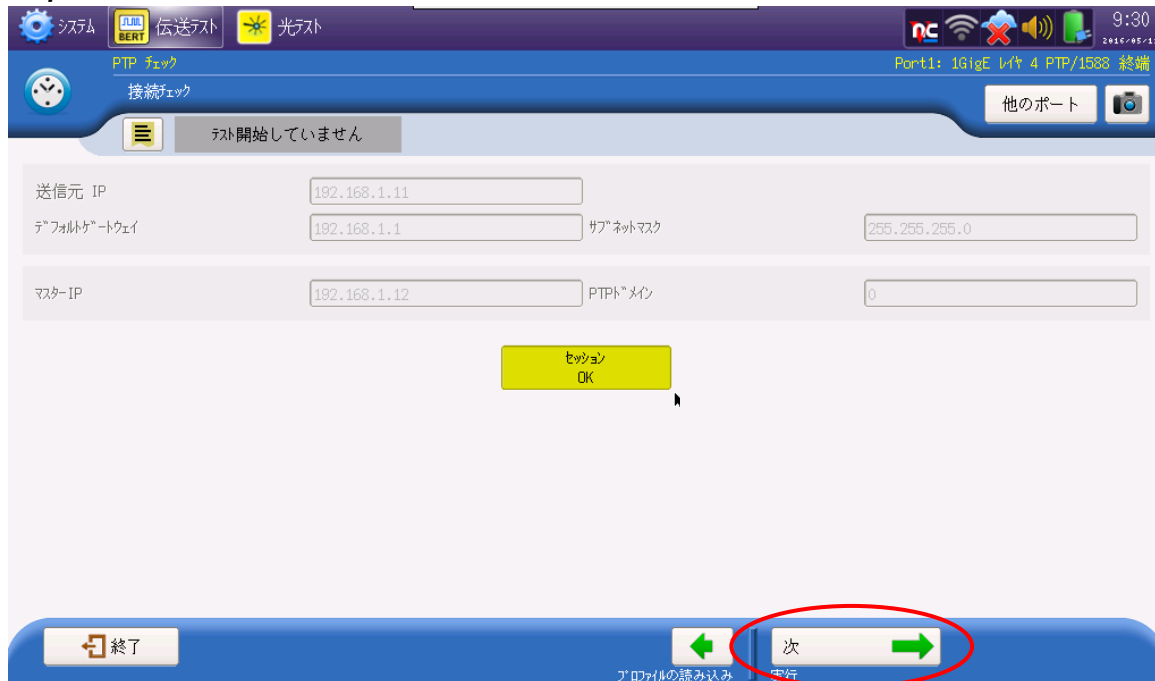 システム BERT 伝送テスト 光テスト 9:30
PTP チェック Port1: 1GigE レイヤ 4 PTP/1588 終端
接続チェック 他のポート
テスト開始していません
送信元 IP 192.168.1.11
デフォルトゲートウェイ 192.168.1.1 サブネットマスク 255.255.255.0
マスターIP 192.168.1.12 PTPドメイン 0
セッション
OK
終了 次
プロファイルの読み込み 実行